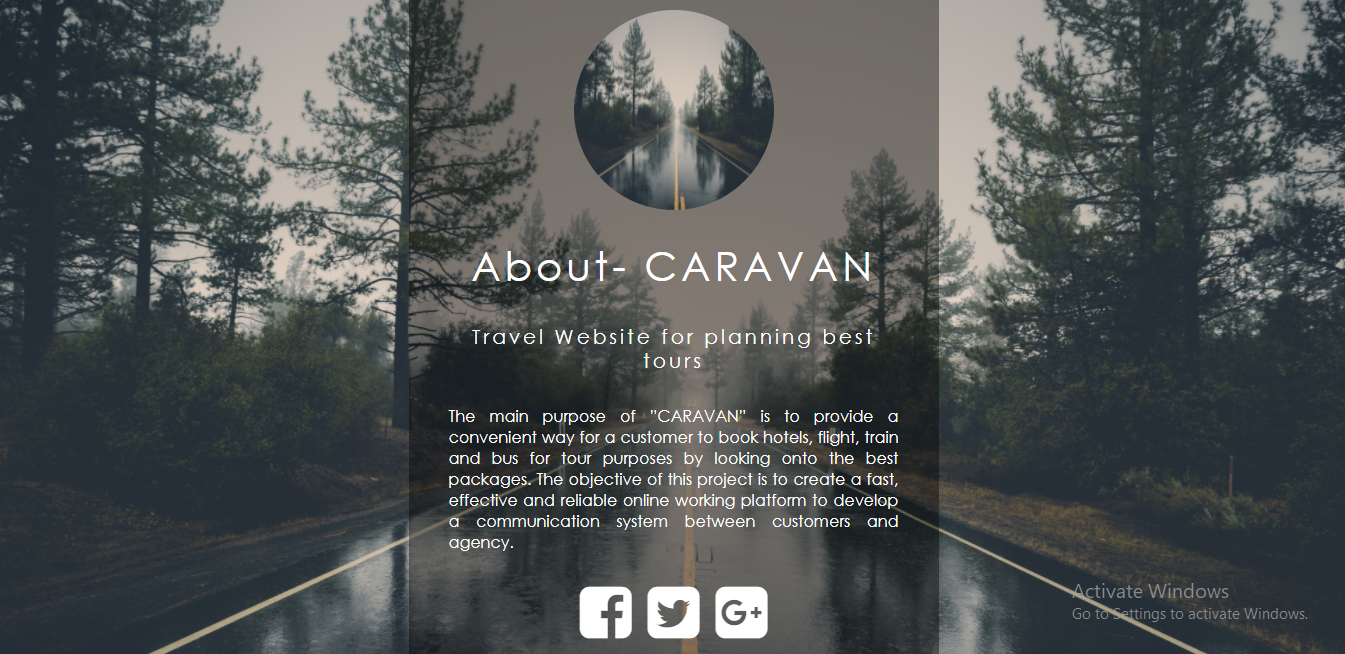 About- CARAVAN
Travel Website for planning best
tours
The main purpose of "CARAVAN" is to provide a
convenient way for a customer to book hotels, flight, train
and bus for tour purposes by looking onto the best
packages. The objective of this project is to create a fast,
effective and reliable online working platform to develop
a communication system between customers and
agency.
G+
Activate Windows
Go to Settings to activate Windows.